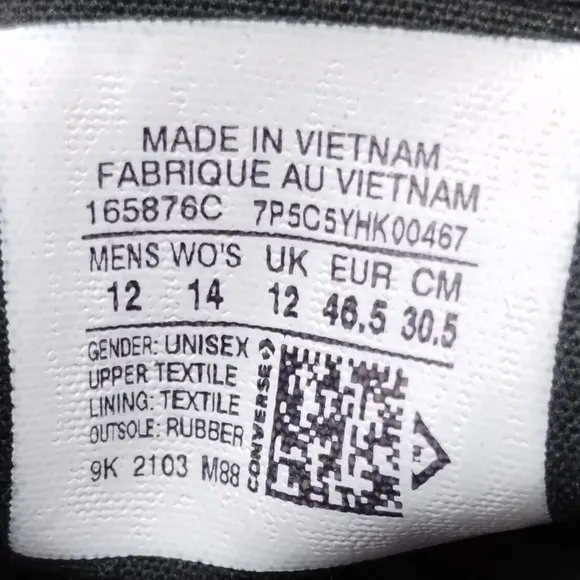 MADE IN VIETNAM
FABRIQUE AU VIETNAM
165876C 7P5C5YHK00467
MENS WO'S UK EUR CM
12 14 12 46.5 30.5
GENDER: UNISEX
UPPER TEXTILE
LINING: TEXTILE
OUTSOLE: RUBBER
9K 2103 M88
CONVERSE